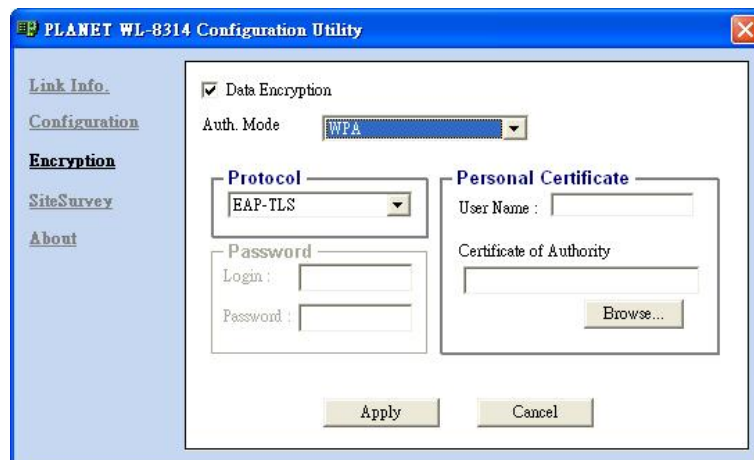 PLANET WL-8314 Configuration Utility
Link Info.
Configuration
Encryption
SiteSurvey
About
Data Encryption
Auth. Mode
WPA
Protocol
EAP-TLS
Password
Login :
Password :
Personal Certificate
User Name :
Certificate of Authority
Browse...
Apply
Cancel